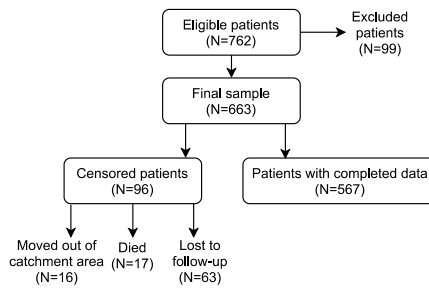 Eligible patients
(N=762)
Excluded
patients
(N=99)
Final sample
(N=663)
Censored patients
(N=96)
Patients with completed data
(N=567)
Moved out of
catchment area
(N=16)
Died
(N=17)
Lost to
follow-up
(N=63)